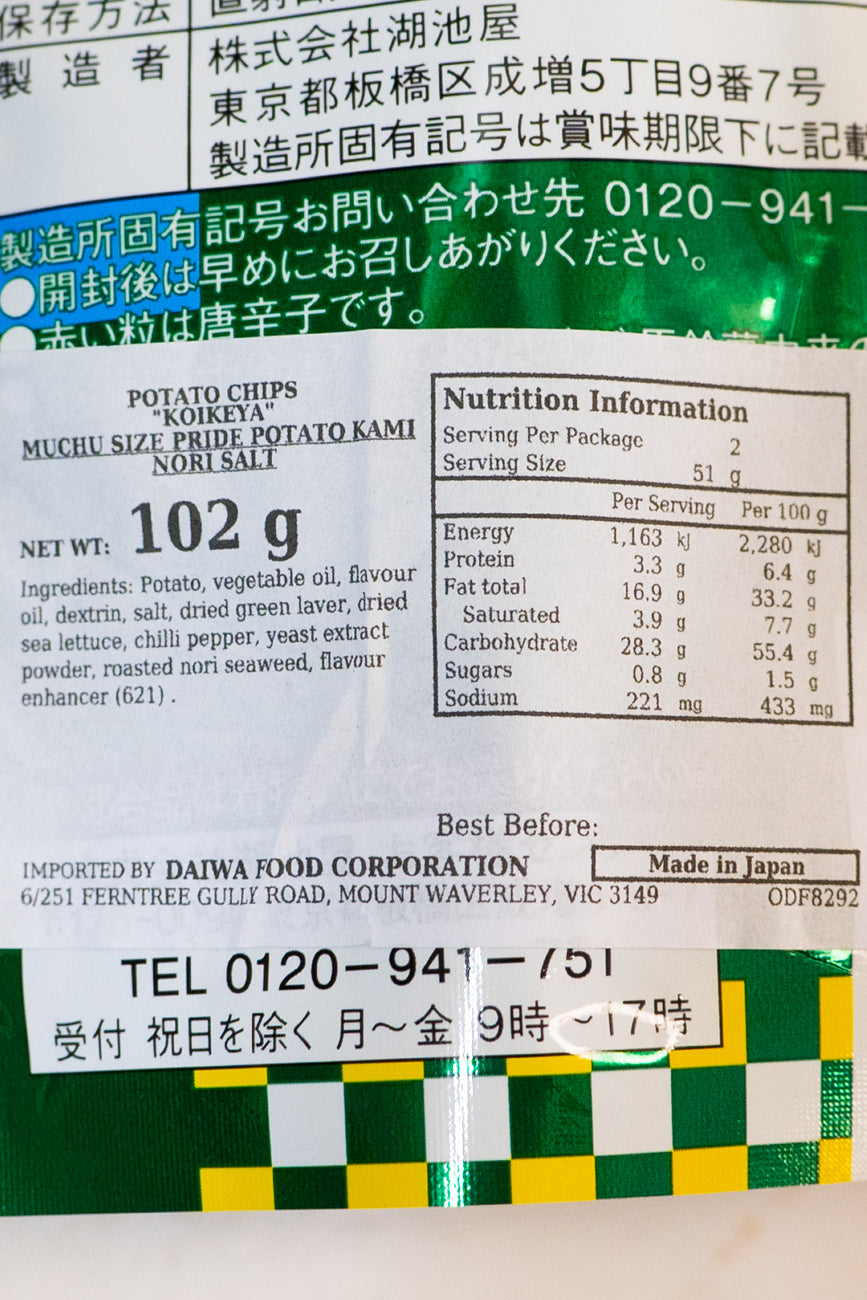 保存方法
製造者
株式会社湖池屋
東京都板橋区成増5丁目9番7号
製造所固有記号は賞味期限下に記載
製造所固有記号お問い合わせ先 0120-941-
●開封後は早めにお召しあがりください。
●赤い粒は唐辛子です。
POTATO CHIPS
"KOIKEYA"
MUCHU SIZE PRIDE POTATO KAMI
NORI SALT
NET WT: 102 g
Ingredients: Potato, vegetable oil, flavour
oil, dextrin, salt, dried green laver, dried
sea lettuce, chilli pepper, yeast extract
powder, roasted nori seaweed, flavour
enhancer (621) .
Nutrition Information
Serving Per Package 2
Serving Size 51 g
Per Serving Per 100 g
Energy 1,163 kJ 2,280 kJ
Protein 3.3 g 6.4 g
Fat total 16.9 g 33.2 g
Saturated 3.9 g 7.7 g
Carbohydrate 28.3 g 55.4 g
Sugars 0.8 g 1.5 g
Sodium 221 mg 433 mg
Best Before:
IMPORTED BY DAIWA FOOD CORPORATION
Made in Japan
6/251 FERNTREE GULLY ROAD, MOUNT WAVERLEY, VIC 3149
ODF8292
TEL 0120-941-751
受付 祝日を除く 月～金 9時～17時